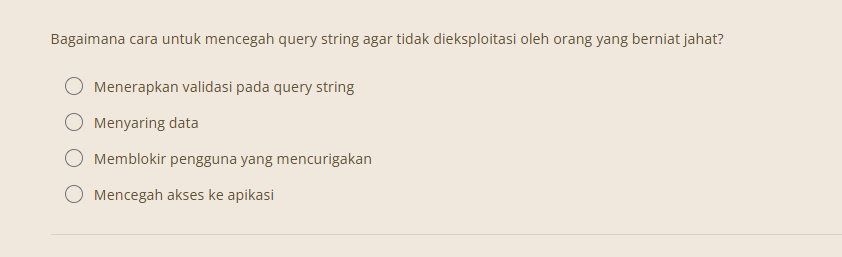 Bagaimana cara untuk mencegah query string agar tidak dieksploitasi oleh orang yang berniat jahat?
Menerapkan validasi pada query string
Menyaring data
Memblokir pengguna yang mencurigakan
Mencegah akses ke apikasi